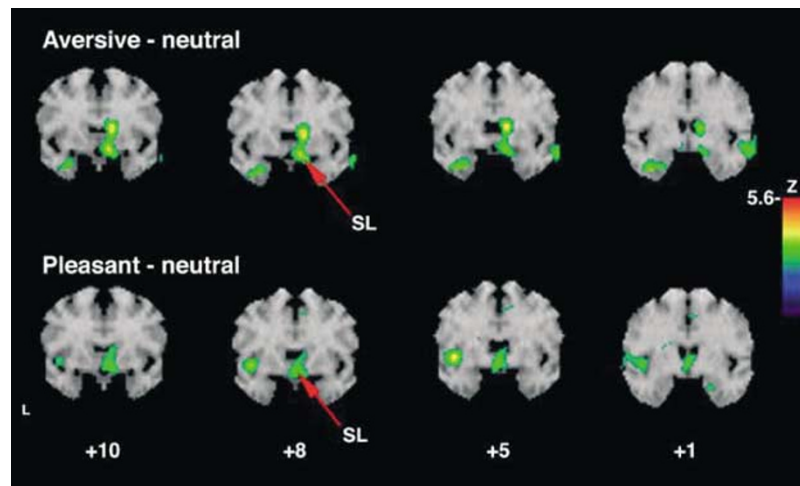 Aversive - neutral
Z
5.6-
SL
Pleasant - neutral
L
SL
+10 +8 +5 +1